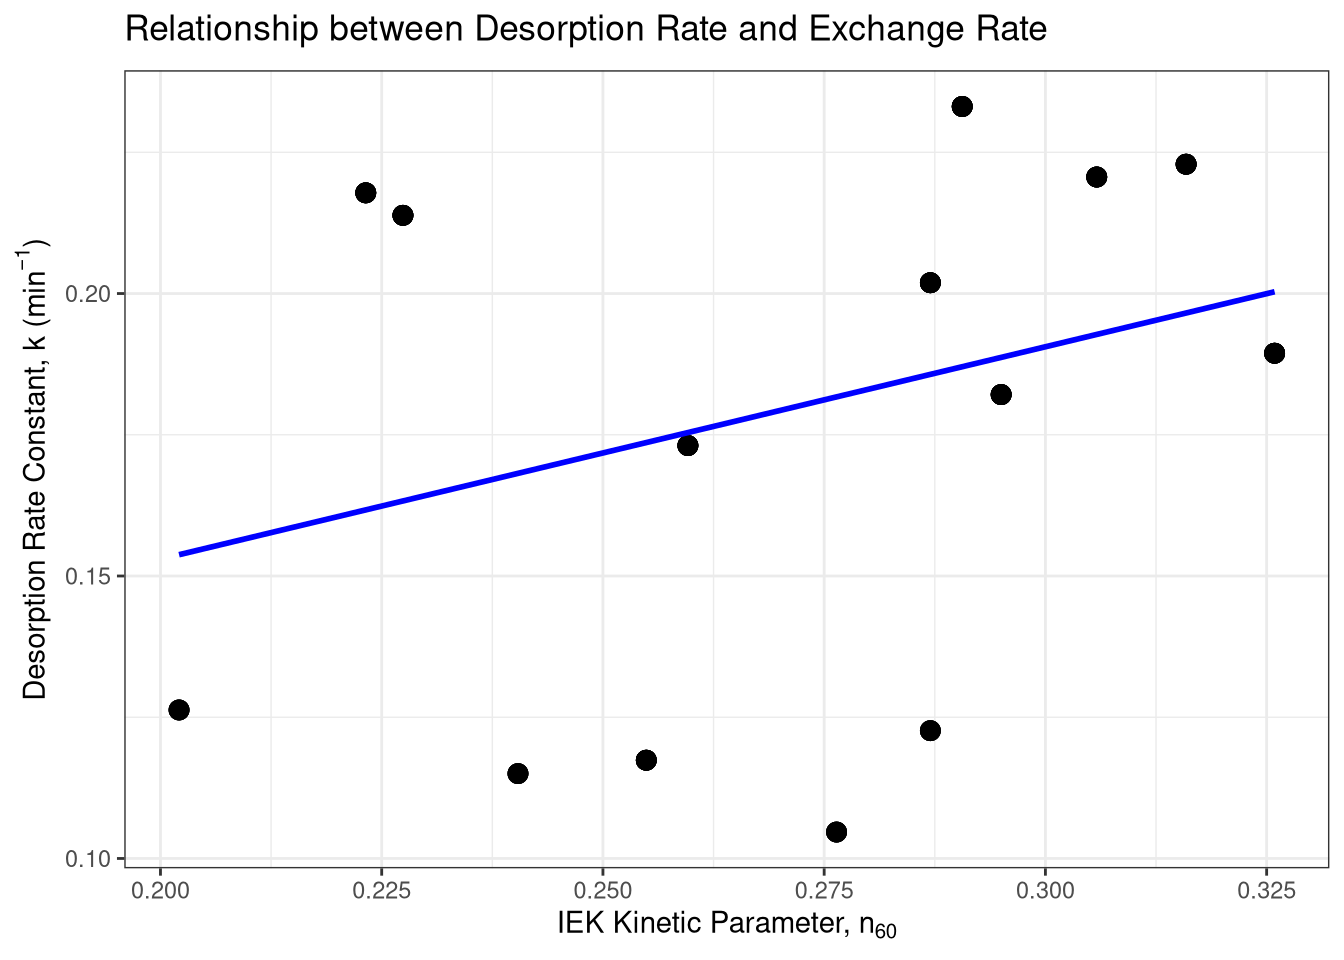 Relationship between Desorption Rate and Exchange Rate
Desorption Rate Constant, k (min⁻¹)
0.20
0.15
0.10
0.200 0.225 0.250 0.275 0.300 0.325
IEK Kinetic Parameter, n₆₀